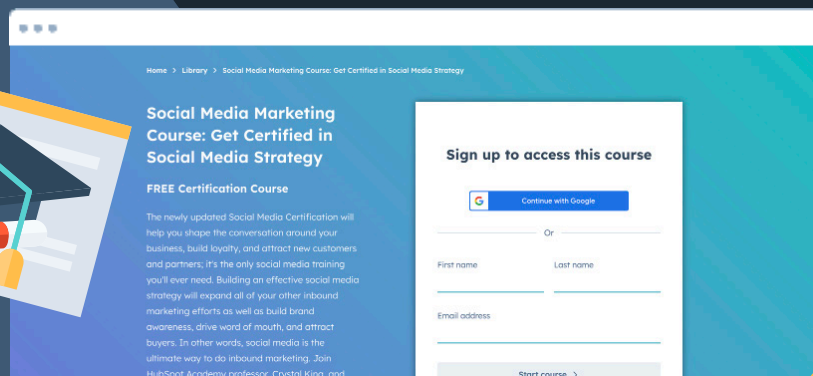 Home > Library > Social Media Marketing Course: Get Certified in Social Media Strategy
Social Media Marketing
Course: Get Certified in
Social Media Strategy
FREE Certification Course
The newly updated Social Media Certification will
help you shape the conversation around your
business, build loyalty, and attract new customers
and partners; it's the only social media training
you'll ever need. Building an effective social media
strategy will expand all of your other inbound
marketing efforts as well as build brand
awareness, drive word of mouth, and attract
buyers. In other words, social media is the
ultimate way to do inbound marketing. Join
HubSpot Academy professor, Crystal King, and
Sign up to access this course
G Continue with Google
Or
First name Last name
Email address
Start course >